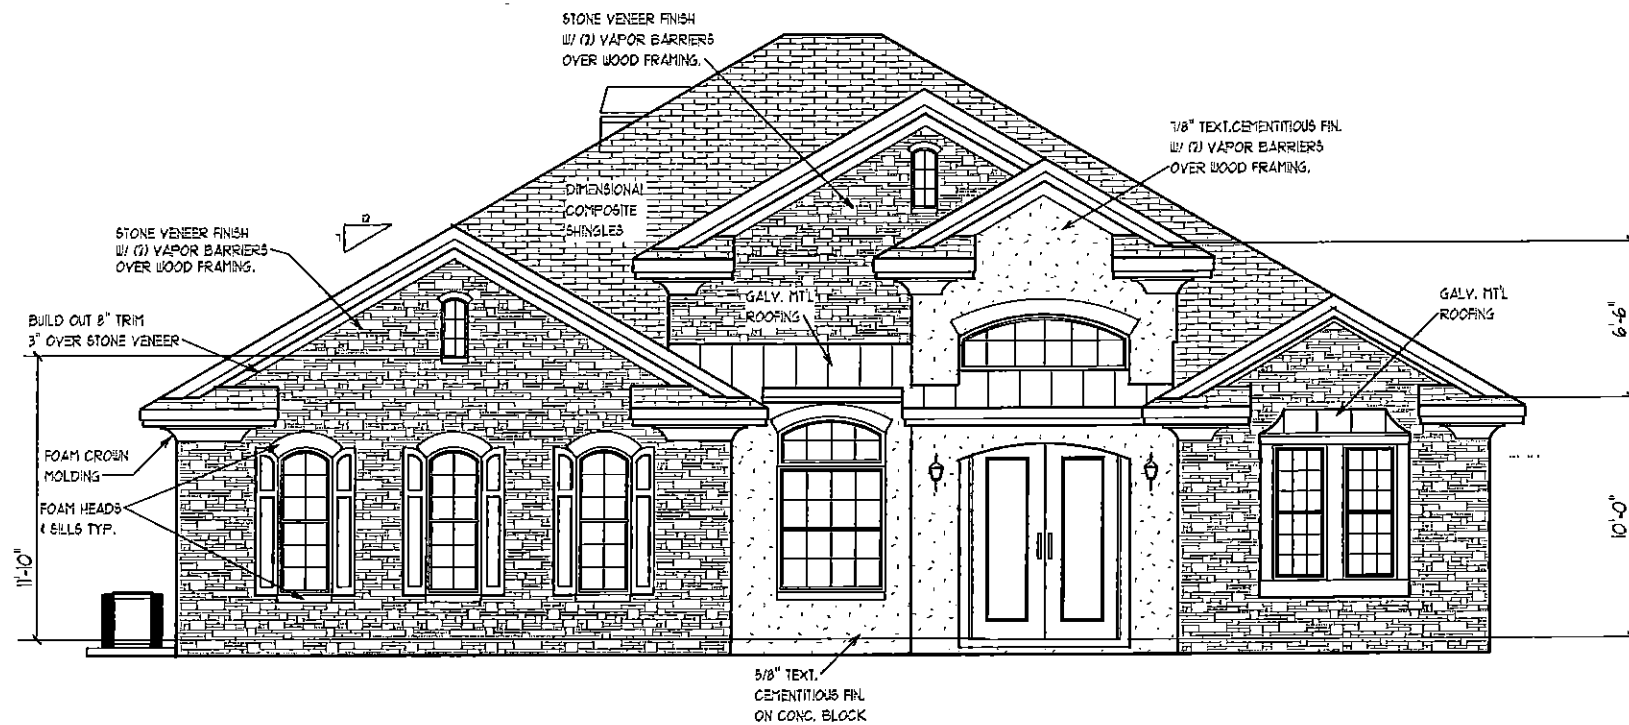 STONE VENEER FINISH
W/ (2) VAPOR BARRIERS
OVER WOOD FRAMING.
7/8" TEXT.CEMENTITIOUS FIN.
W/ (2) VAPOR BARRIERS
OVER WOOD FRAMING.
DIMENSIONAL
COMPOSITE
SHINGLES
12
7
STONE VENEER FINISH
W/ (2) VAPOR BARRIERS
OVER WOOD FRAMING.
GALV. MT'L
ROOFING
GALV. MT'L
ROOFING
BUILD OUT 8" TRIM
3" OVER STONE VENEER
9'-9"
FOAM CROWN
MOLDING
FOAM HEADS
& SILLS TYP.
11'-10"
10'-0"
5/8" TEXT.
CEMENTITIOUS FIN.
ON CONC. BLOCK